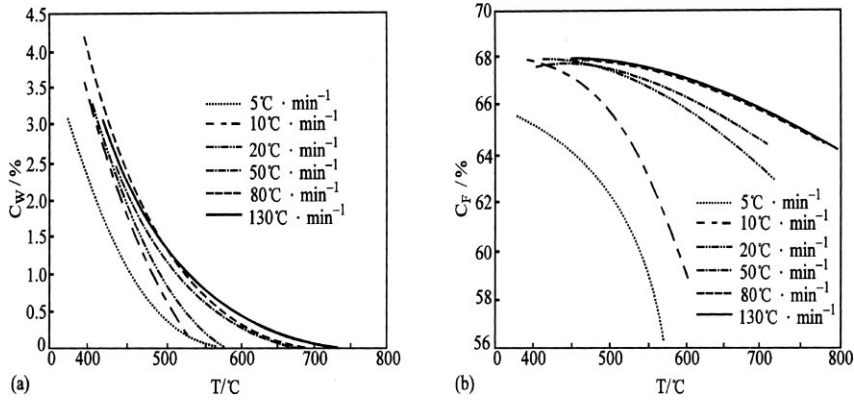 4.5
4.0
3.5
3.0
2.5
2.0
1.5
1.0
0.5
0
C_W / %
5℃ · min⁻¹
10℃ · min⁻¹
20℃ · min⁻¹
50℃ · min⁻¹
80℃ · min⁻¹
130℃ · min⁻¹
0 400 500 600 700 800
(a) T/℃
70
68
66
64
62
59
58
56
C_F / %
5℃ · min⁻¹
10℃ · min⁻¹
20℃ · min⁻¹
50℃ · min⁻¹
80℃ · min⁻¹
130℃ · min⁻¹
0 400 500 600 700 800
(b) T/℃